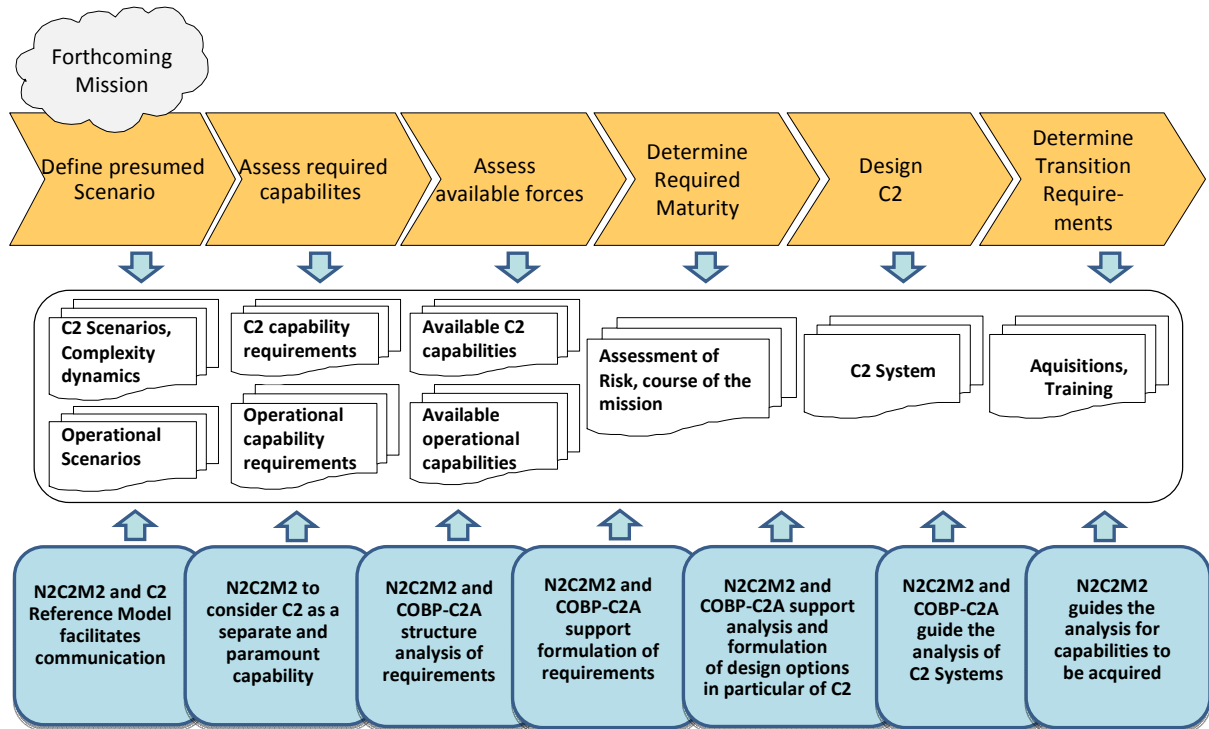 Forthcoming
Mission
Define presumed
Scenario
Assess required
capabilites
Assess
available forces
Determine
Required
Maturity
Design
C2
Determine
Transition
Require-
ments
C2 Scenarios,
Complexity
dynamics
Operational
Scenarios
C2 capability
requirements
Operational
capability
requirements
Available C2
capabilities
Available
operational
capabilities
Assessment of
Risk, course of the
mission
C2 System
Aquisitions,
Training
N2C2M2 and C2
Reference Model
facilitates
communication
N2C2M2 to
consider C2 as a
separate and
paramount
capability
N2C2M2 and
COBP-C2A
structure
analysis of
requirements
N2C2M2 and
COBP-C2A
support
formulation of
requirements
N2C2M2 and
COBP-C2A support
analysis and
formulation
of design options
in particular of C2
N2C2M2 and
COBP-C2A
guide the
analysis of
C2 Systems
N2C2M2
guides the
analysis for
capabilities to
be acquired